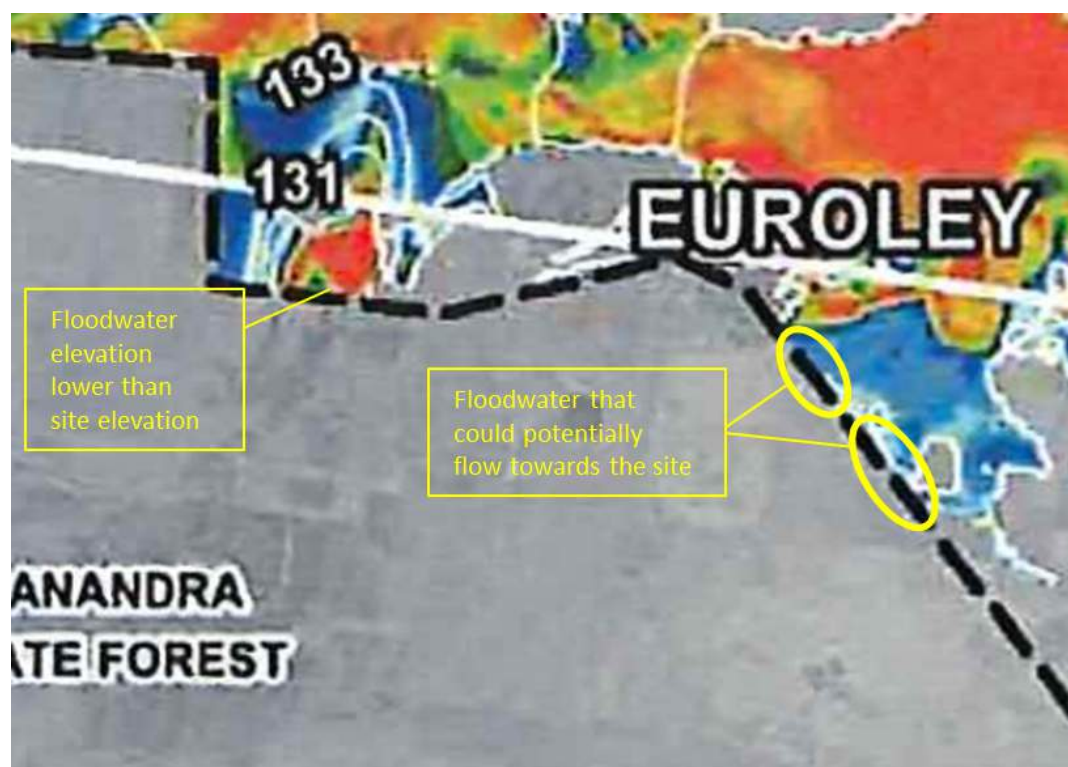 133
131
EUROLEY
Floodwater
elevation
lower than
site elevation
Floodwater that
could potentially
flow towards the site
ANANDRA
ATE FOREST